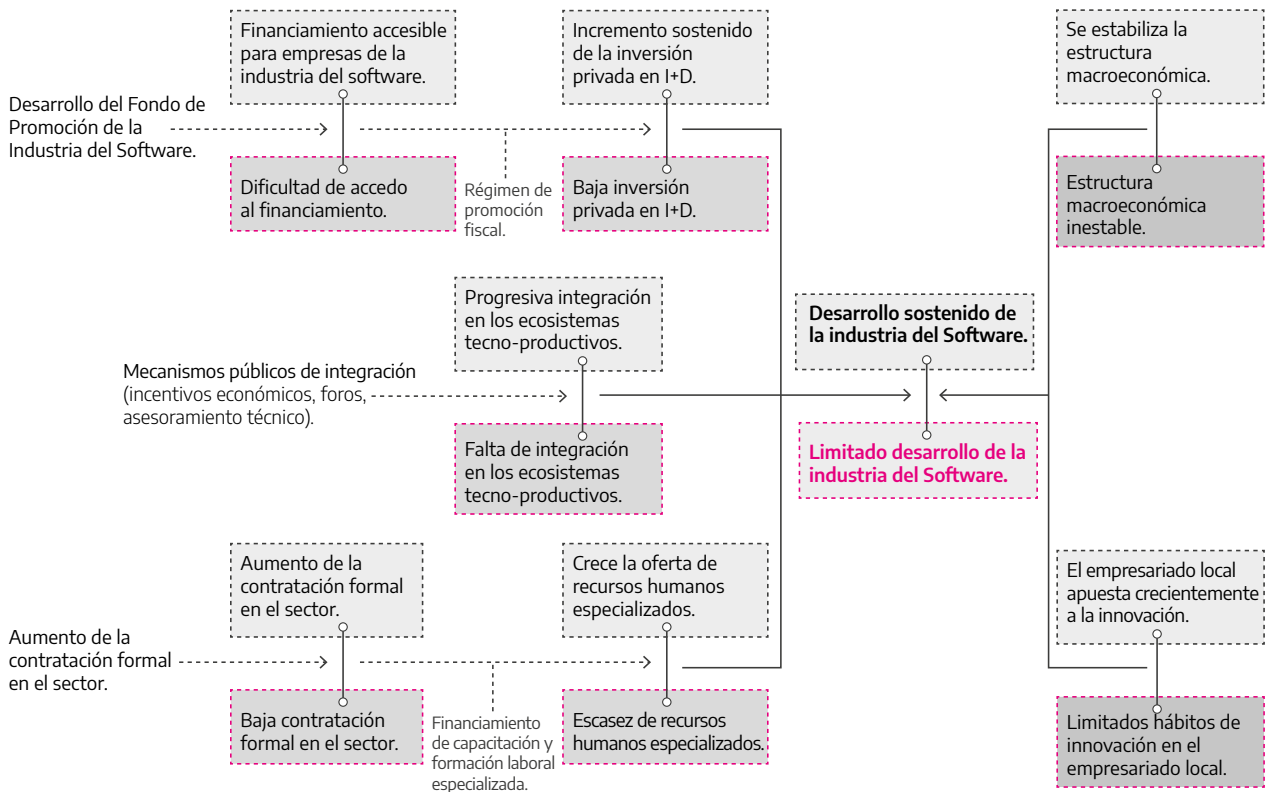 Financiamiento accesible
para empresas de la
industria del software.
Incremento sostenido
de la inversión
privada en I+D.
Se estabiliza la
estructura
macroeconómica.
Desarrollo del Fondo de
Promoción de la
Industria del Software.
Dificultad de accedo
al financiamiento.
Régimen de
promoción
fiscal.
Baja inversión
privada en I+D.
Estructura
macroeconómica
inestable.
Progresiva integración
en los ecosistemas
tecno-productivos.
Desarrollo sostenido de
la industria del Software.
Mecanismos públicos de integración
(incentivos económicos, foros,
asesoramiento técnico).
Falta de integración
en los ecosistemas
tecno-productivos.
Limitado desarrollo de la
industria del Software.
Aumento de la
contratación formal
en el sector.
Crece la oferta de
recursos humanos
especializados.
El empresariado local
apuesta crecientemente
a la innovación.
Aumento de la
contratación formal
en el sector.
Baja contratación
formal en el sector.
Financiamiento
de capacitación y
formación laboral
especializada.
Escasez de recursos
humanos especializados.
Limitados hábitos de
innovación en el
empresariado local.